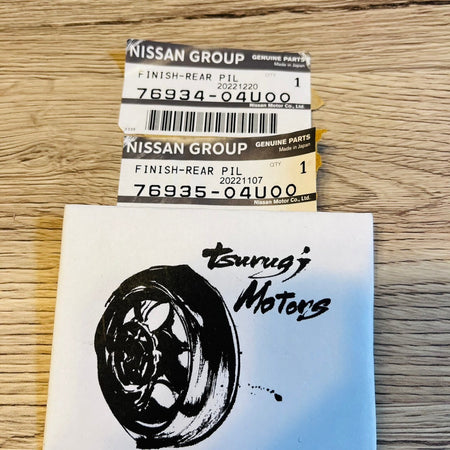 NISSAN GROUP GENUINE PARTS
Made in Japan
FINISH-REAR PIL QTY 1
20221220
76934-04U00
Nissan Motor Co., Ltd.
NISSAN GROUP GENUINE PARTS
Made in Japan
FINISH-REAR PIL QTY 1
20221107
76935-04U00
Nissan Motor Co., Ltd.
tsurugi
Motors